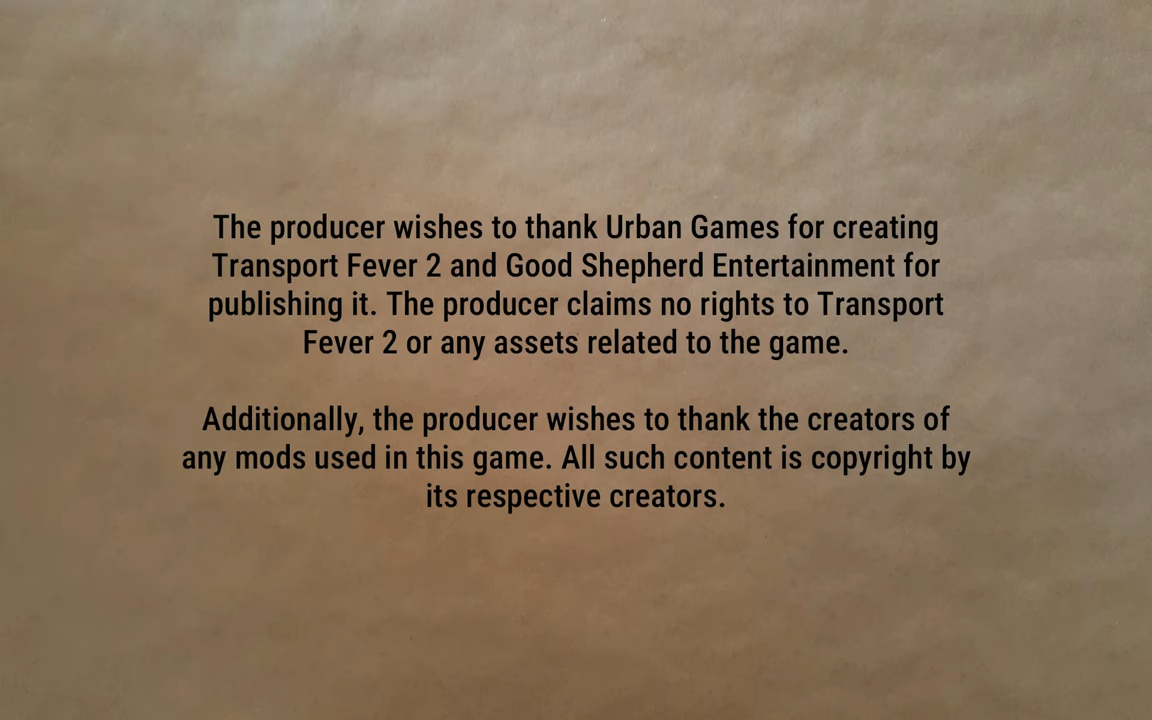 The producer wishes to thank Urban Games for creating
Transport Fever 2 and Good Shepherd Entertainment for
publishing it. The producer claims no rights to Transport
Fever 2 or any assets related to the game.
Additionally, the producer wishes to thank the creators of
any mods used in this game. All such content is copyright by
its respective creators.